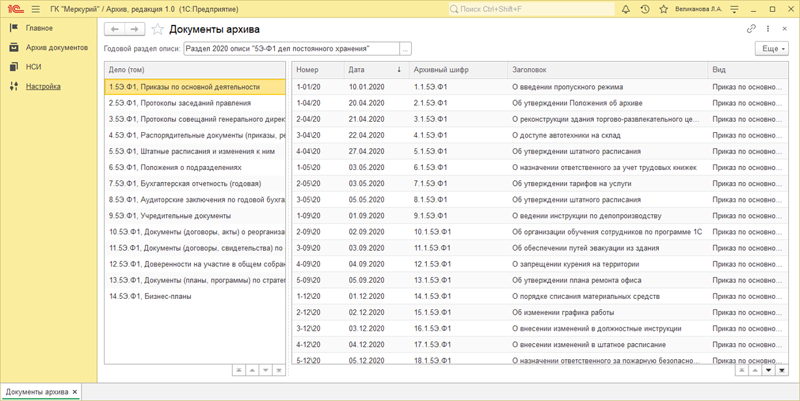 1С ГК "Меркурий" / Архив, редакция 1.0 (1С:Предприятие) Поиск Ctrl+Shift+F Велиханова Л.А.
Главное
Архив документов
НСИ
Настройка
Документы архива
Годовой раздел описи: Раздел 2020 описи "5Э-Ф1 дел постоянного хранения" ...
Еще
Дело (том)
1.5Э.Ф1, Приказы по основной деятельности
2.5Э.Ф1, Протоколы заседаний правления
3.5Э.Ф1, Протоколы совещаний генерального дирек
4.5Э.Ф1, Распорядительные документы (приказы, ре
5.5Э.Ф1, Штатные расписания и изменения к ним
6.5Э.Ф1, Положения о подразделениях
7.5Э.Ф1, Бухгалтерская отчетность (годовая)
8.5Э.Ф1, Аудиторские заключения по годовой бухга
9.5Э.Ф1, Учредительные документы
10.5Э.Ф1, Документы (договоры, акты) о реорганиза
11.5Э.Ф1, Документы (договоры, свидетельства) по
12.5Э.Ф1, Доверенности на участие в общем собран
13.5Э.Ф1, Документы (планы, программы) по страте
14.5Э.Ф1, Бизнес-планы
Номер Дата ↓ Архивный шифр Заголовок Вид
1-01/20 10.01.2020 1.1.5Э.Ф1 О введении пропускного режима Приказ по основно...
1-04/20 20.04.2020 2.1.5Э.Ф1 Об утверждении Положения об архиве Приказ по основно...
2-04/20 21.04.2020 3.1.5Э.Ф1 О реконструкции здания торгово-развлекательного це... Приказ по основно...
3-04/20 22.04.2020 4.1.5Э.Ф1 О доступе автотехники на склад Приказ по основно...
4-04/20 27.04.2020 5.1.5Э.Ф1 Об утверждении штатного расписания Приказ по основно...
1-05\20 03.05.2020 6.1.5Э.Ф1 О назначении ответственного за учет трудовых книжек Приказ по основно...
2-05\20 03.05.2020 7.1.5Э.Ф1 Об утверждении тарифов на услуги Приказ по основно...
3-05\20 05.05.2020 8.1.5Э.Ф1 Об утверждении штатного расписания Приказ по основно...
1-09\20 01.09.2020 9.1.5Э.Ф1 О ведении инструкции по делопроизводству Приказ по основно...
2-09\20 02.09.2020 10.1.5Э.Ф1 Об организации обучения сотрудников по программе 1С Приказ по основно...
3-09\20 03.09.2020 11.1.5Э.Ф1 Об обеспечении путей эвакуации из здания Приказ по основно...
4-09\20 04.09.2020 12.1.5Э.Ф1 О запрещении курения на территории Приказ по основно...
5-09\20 05.09.2020 13.1.5Э.Ф1 Об утверждении плана ремонта офиса Приказ по основно...
1-12\20 01.12.2020 14.1.5Э.Ф1 О порядке списания материальных средств Приказ по основно...
2-12\20 02.12.2020 15.1.5Э.Ф1 Об изменении графика работы Приказ по основно...
3-12\20 03.12.2020 16.1.5Э.Ф1 О внесении изменений в должностные инструкции Приказ по основно...
4-12\20 04.12.2020 17.1.5Э.Ф1 О внесении изменений в штатное расписание Приказ по основно...
5-12\20 05.12.2020 18.1.5Э.Ф1 О назначении ответственного за пожарную безопасно... Приказ по основно...
Документы архива ×